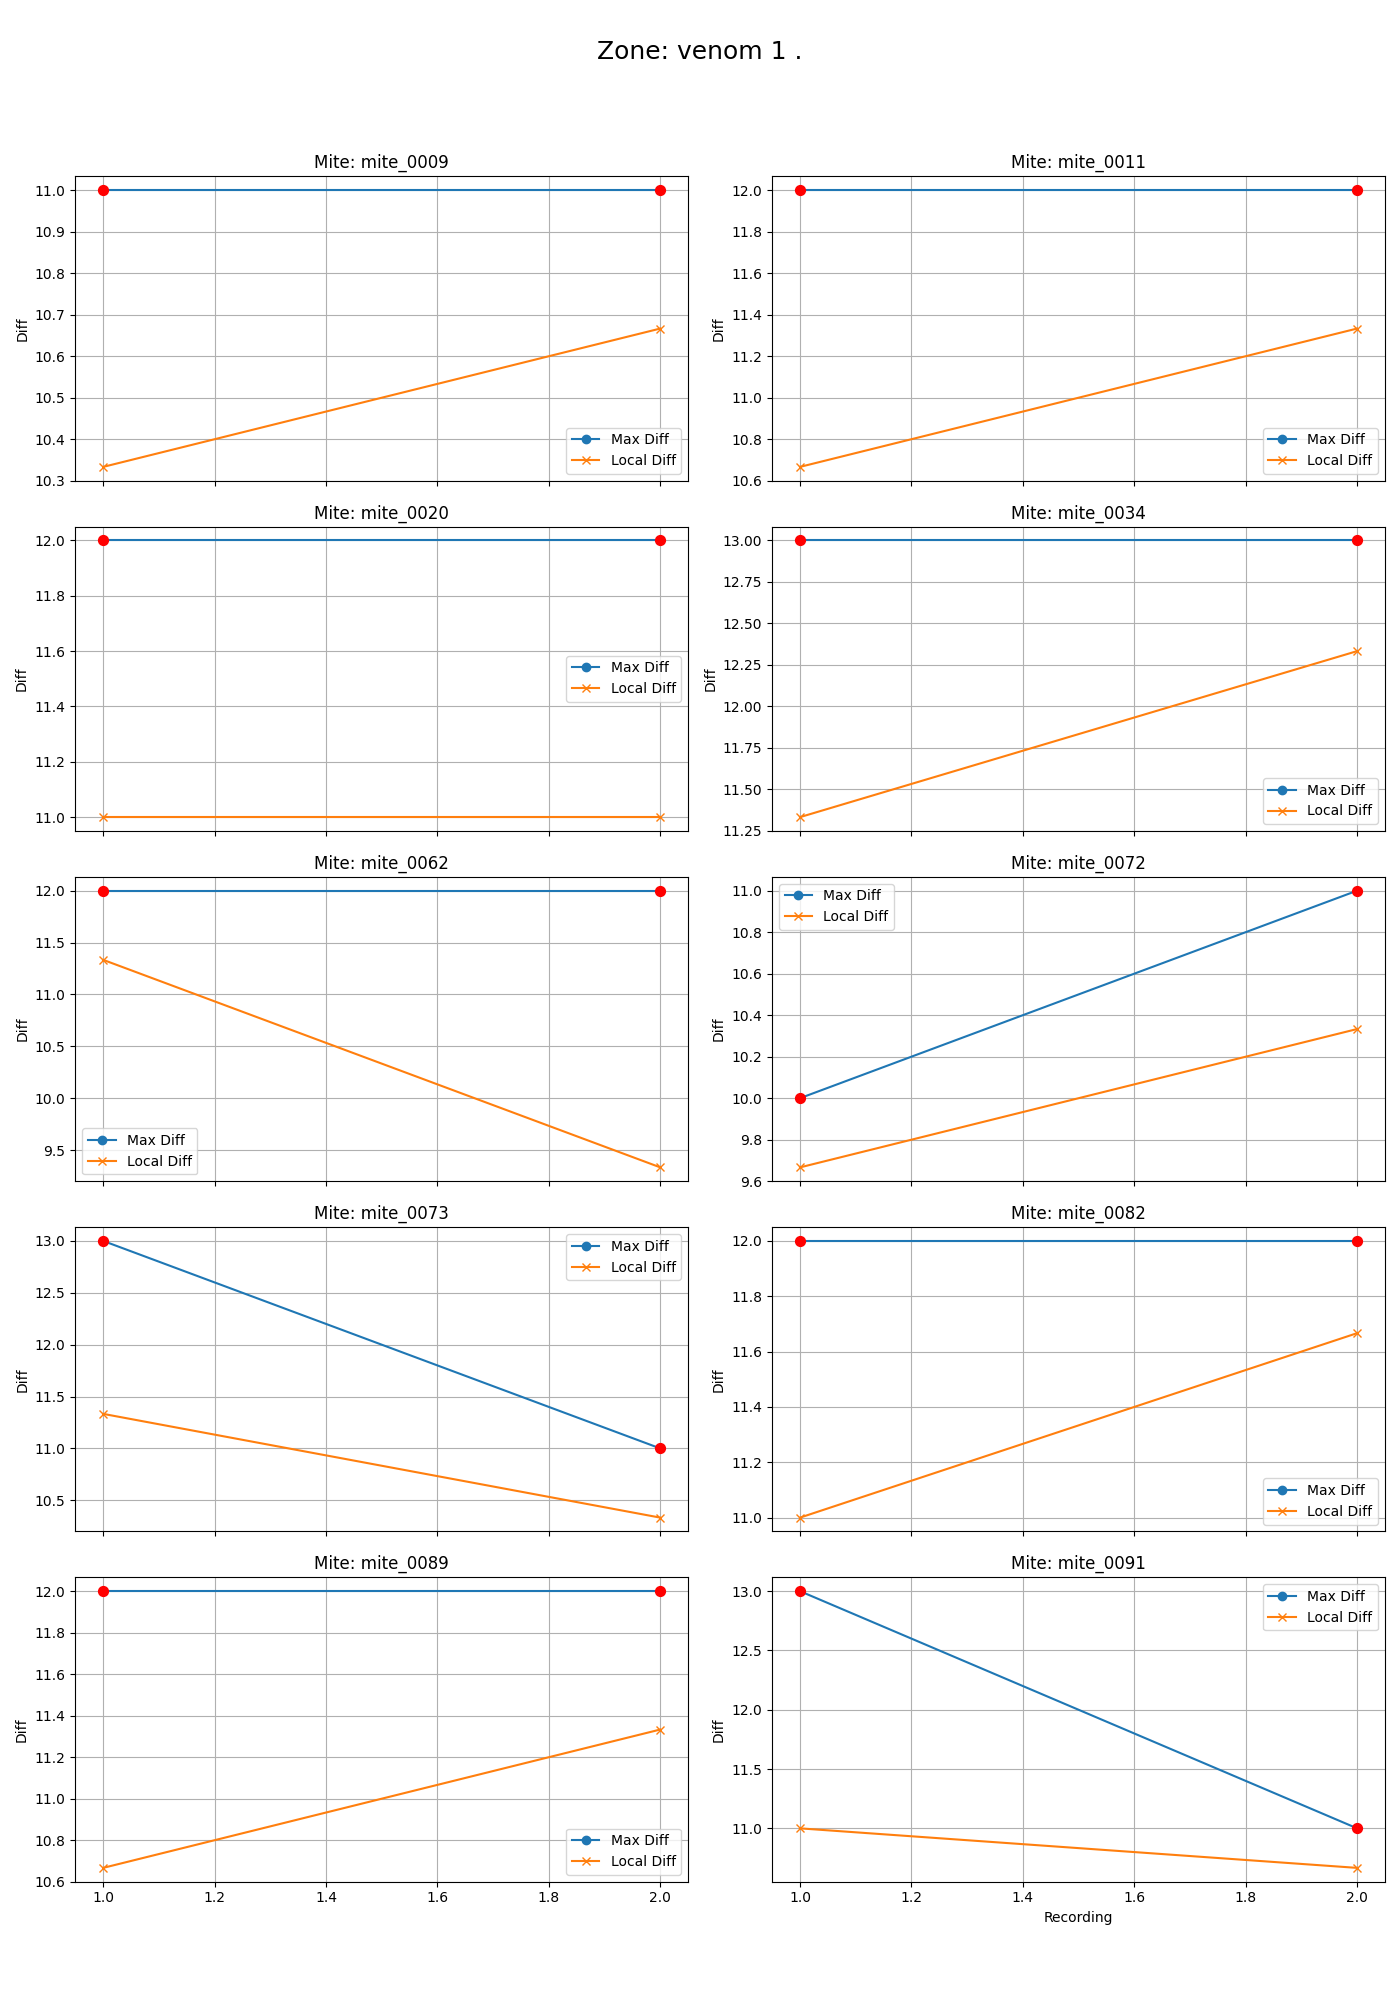 Zone: venom 1 .
Mite: mite_0009
11.0
10.9
10.8
10.7
10.6
10.5
10.4
10.3
Diff
Max Diff
Local Diff
Mite: mite_0011
12.0
11.8
11.6
11.4
11.2
11.0
10.8
10.6
Diff
Max Diff
Local Diff
Mite: mite_0020
12.0
11.8
11.6
11.4
11.2
11.0
Diff
Max Diff
Local Diff
Mite: mite_0034
13.00
12.75
12.50
12.25
12.00
11.75
11.50
11.25
Diff
Max Diff
Local Diff
Mite: mite_0062
12.0
11.5
11.0
10.5
10.0
9.5
Diff
Max Diff
Local Diff
Mite: mite_0072
11.0
10.8
10.6
10.4
10.2
10.0
9.8
9.6
Diff
Max Diff
Local Diff
Mite: mite_0073
13.0
12.5
12.0
11.5
11.0
10.5
Diff
Max Diff
Local Diff
Mite: mite_0082
12.0
11.8
11.6
11.4
11.2
11.0
Diff
Max Diff
Local Diff
Mite: mite_0089
12.0
11.8
11.6
11.4
11.2
11.0
10.8
10.6
Diff
Max Diff
Local Diff
1.0 1.2 1.4 1.6 1.8 2.0
Mite: mite_0091
13.0
12.5
12.0
11.5
11.0
Diff
Max Diff
Local Diff
1.0 1.2 1.4 1.6 1.8 2.0
Recording